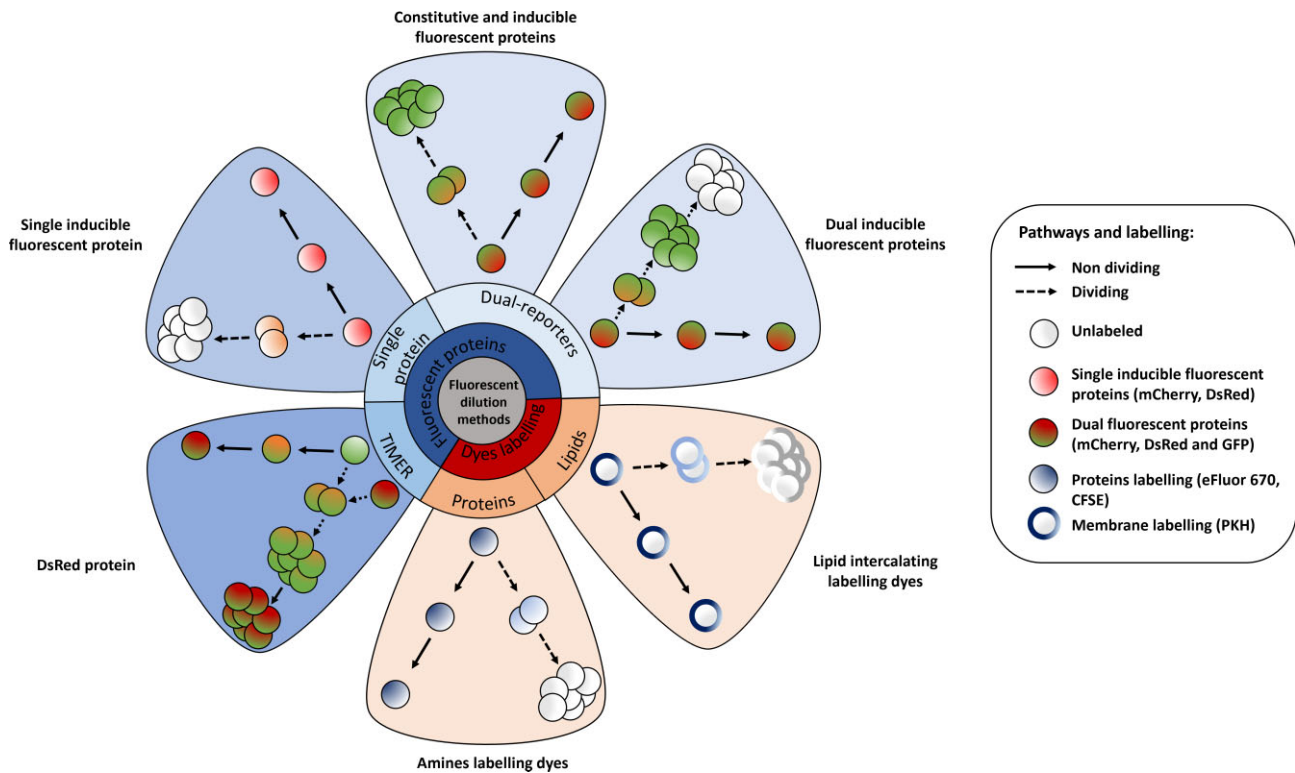 Constitutive and inducible
fluorescent proteins
Single inducible
fluorescent protein
Dual inducible
fluorescent proteins
Dual-reporters
Single
protein
Fluorescent proteins
Fluorescent
dilution
methods
Dyes labelling
TIMER
Proteins
Lipids
DsRed protein
Lipid intercalating
labelling dyes
Amines labelling dyes
Pathways and labelling:
Non dividing
Dividing
Unlabeled
Single inducible fluorescent
proteins (mCherry, DsRed)
Dual fluorescent proteins
(mCherry, DsRed and GFP)
Proteins labelling (eFluor 670,
CFSE)
Membrane labelling (PKH)